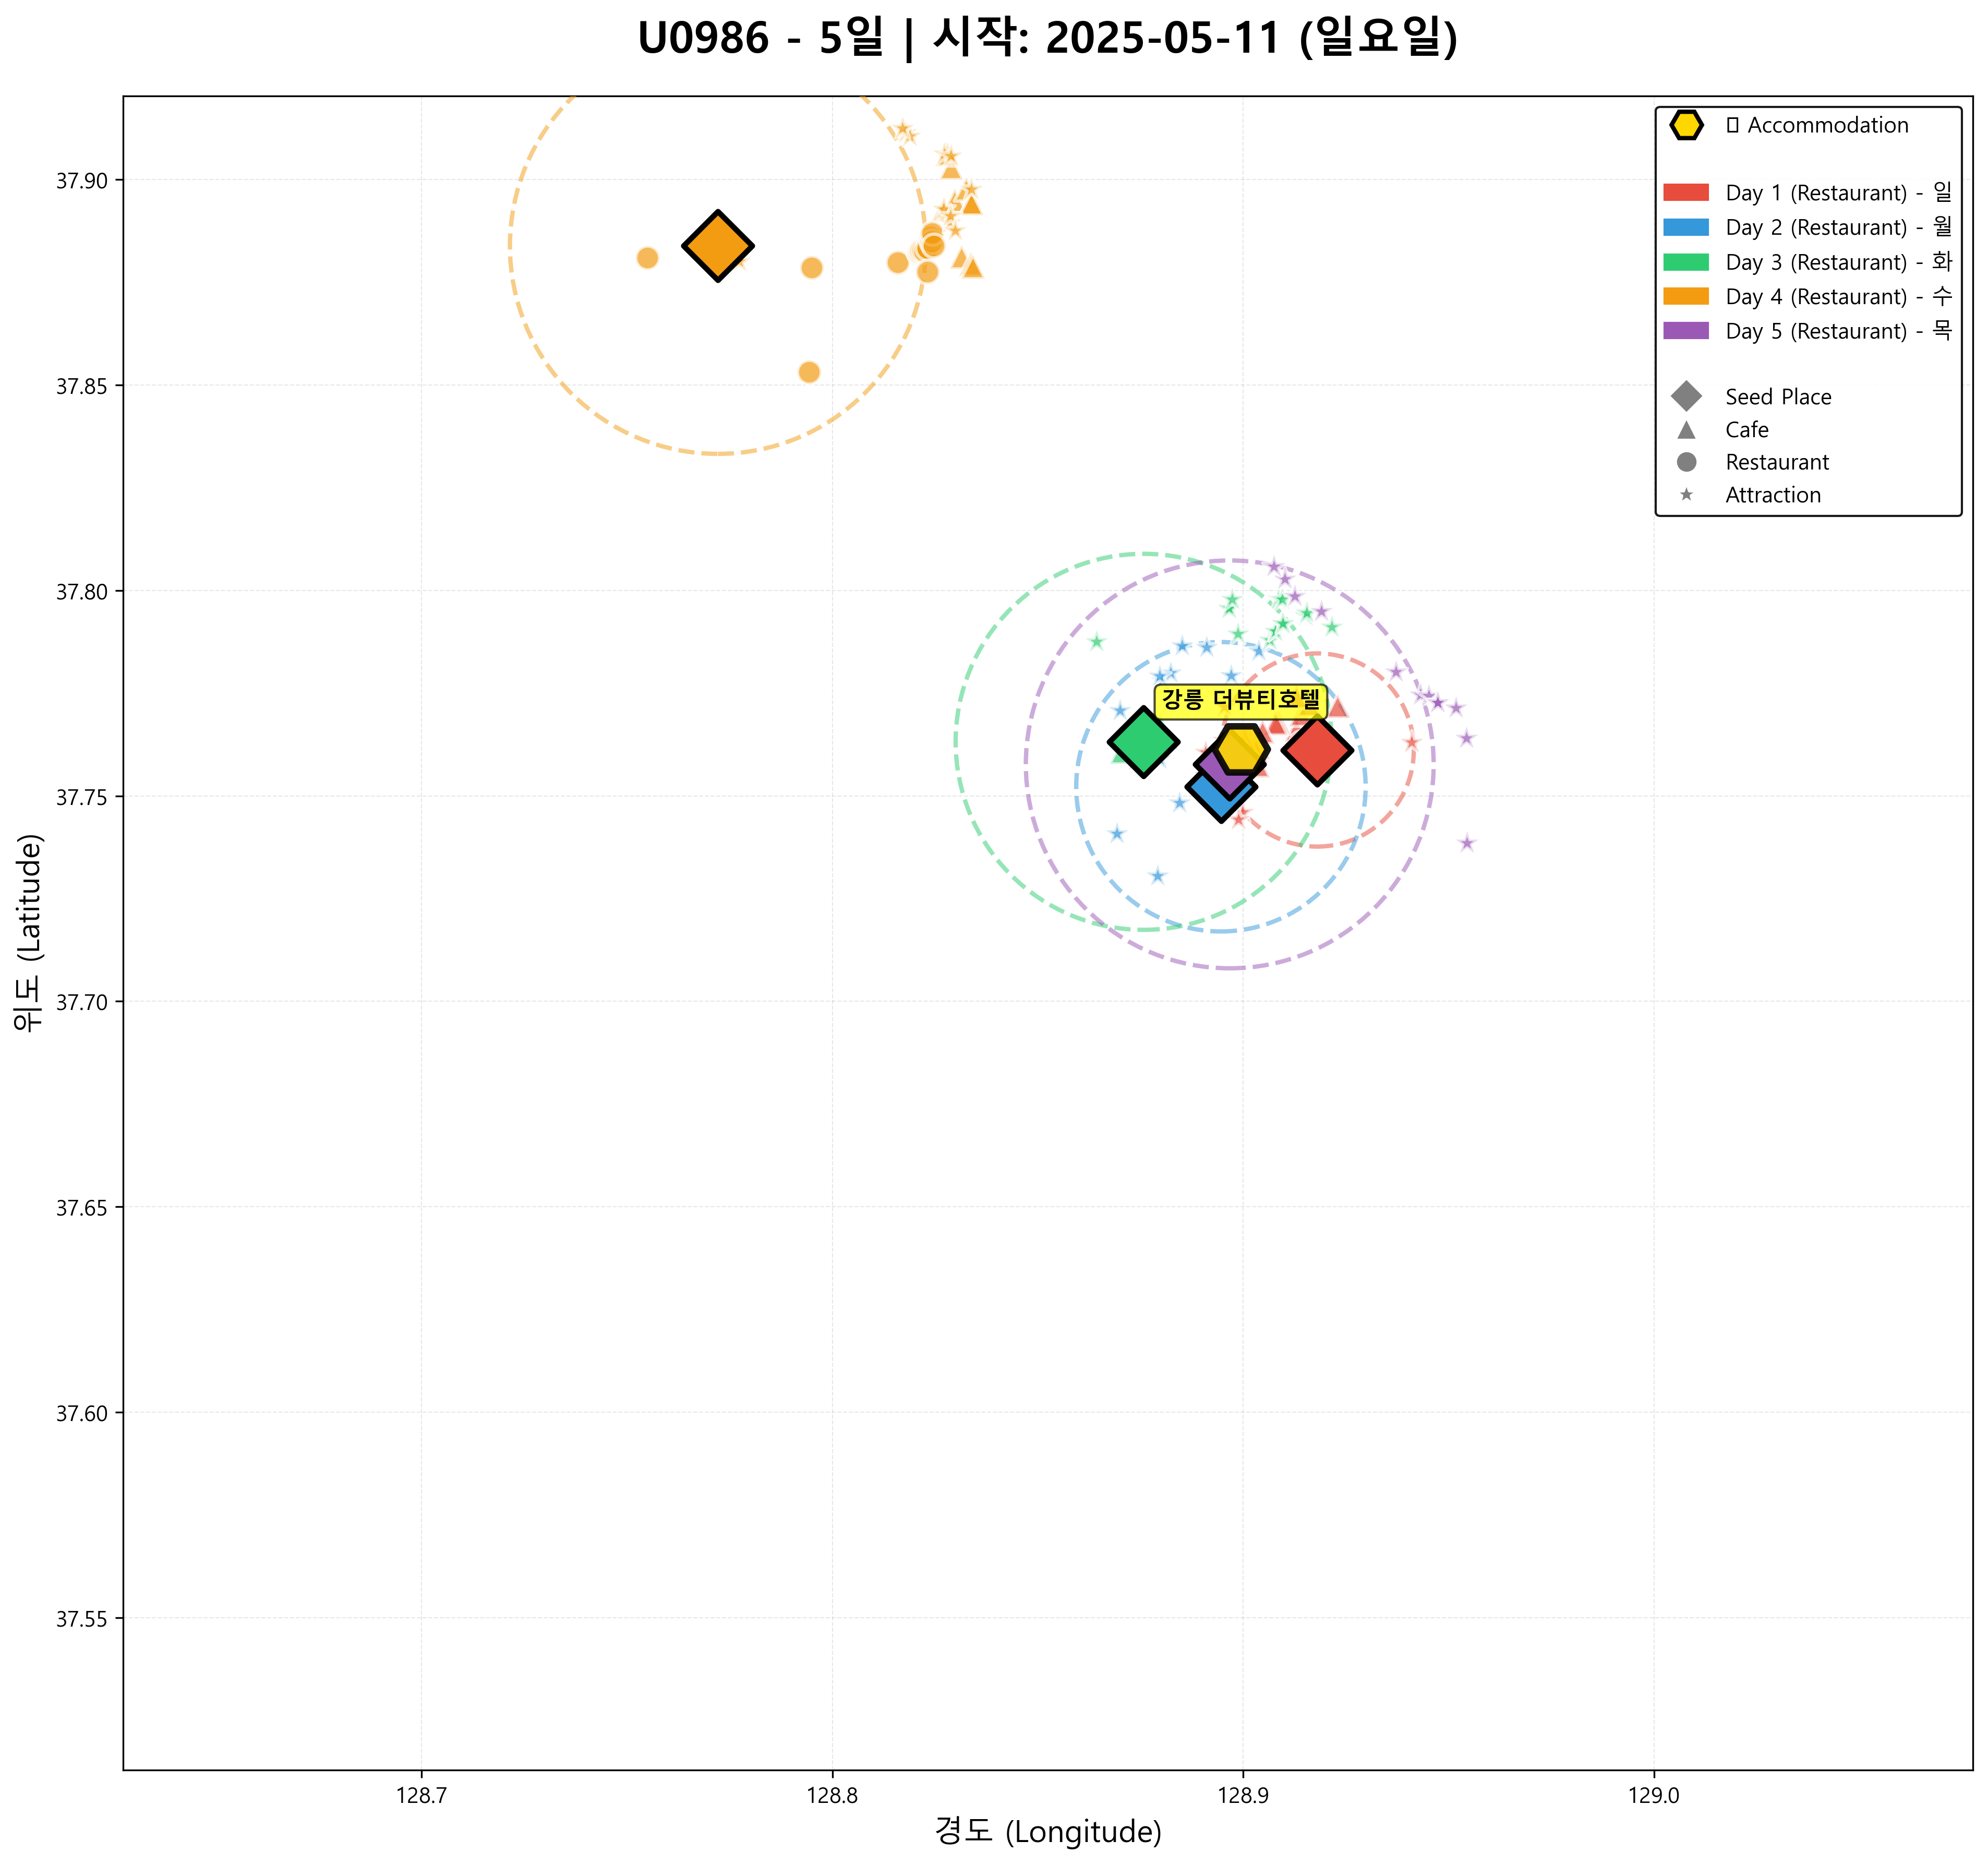 U0986 - 5일 | 시작: 2025-05-11 (일요일)
Accommodation
Day 1 (Restaurant) - 일
Day 2 (Restaurant) - 월
Day 3 (Restaurant) - 화
Day 4 (Restaurant) - 수
Day 5 (Restaurant) - 목
Seed Place
Cafe
Restaurant
Attraction
강릉 더뷰티호텔
위도 (Latitude)
37.90
37.85
37.80
37.75
37.70
37.65
37.60
37.55
128.7
128.8
128.9
129.0
경도 (Longitude)